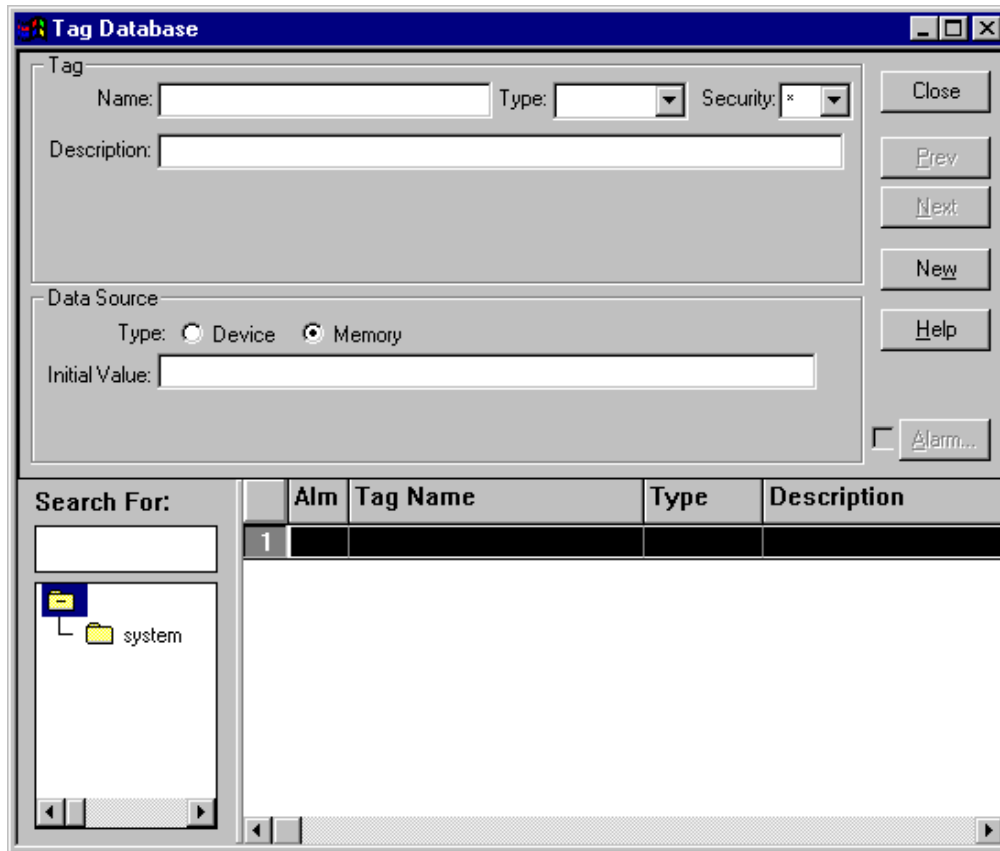 Tag Database
Tag
Name: Type: Security: * Close
Description: Prev
Next
New
Data Source
Type: Device Memory Help
Initial Value:
Alarm...
Search For: Alm Tag Name Type Description
1
system